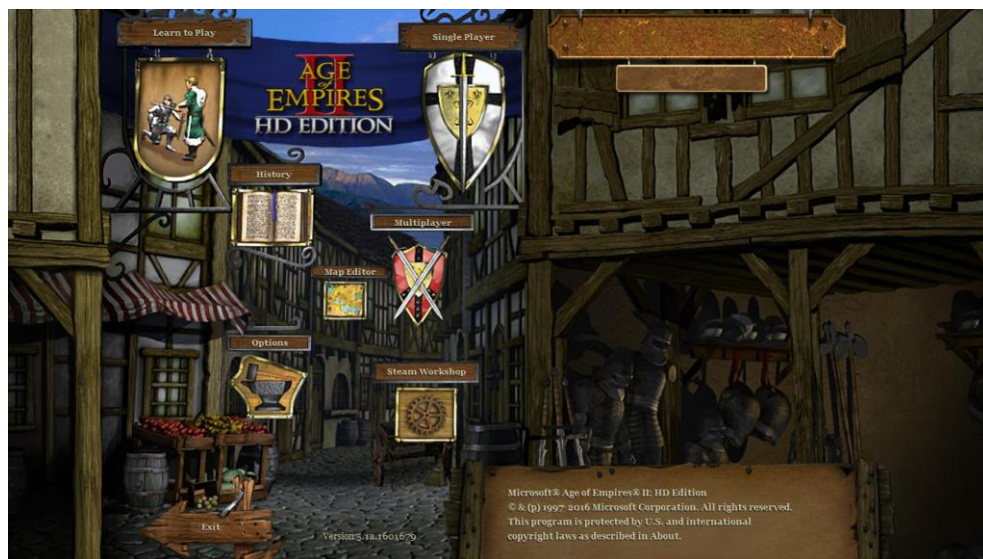 Learn to Play
Single Player
AGE
of
EMPIRES
II
HD EDITION
History
Multiplayer
Map Editor
Options
Steam Workshop
Exit
Version 5.1a.1601679
Microsoft® Age of Empires® II: HD Edition
© & (p) 1997-2016 Microsoft Corporation. All rights reserved.
This program is protected by U.S. and international
copyright laws as described in About.